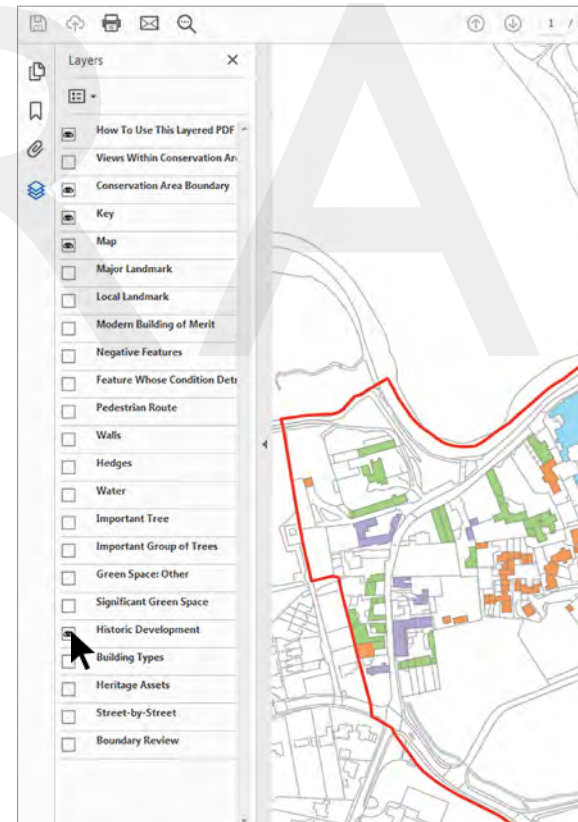 1 /
Layers
How To Use This Layered PDF
Views Within Conservation Are
Conservation Area Boundary
Key
Map
Major Landmark
Local Landmark
Modern Building of Merit
Negative Features
Feature Whose Condition Detr
Pedestrian Route
Walls
Hedges
Water
Important Tree
Important Group of Trees
Green Space: Other
Significant Green Space
Historic Development
Building Types
Heritage Assets
Street-by-Street
Boundary Review
RA